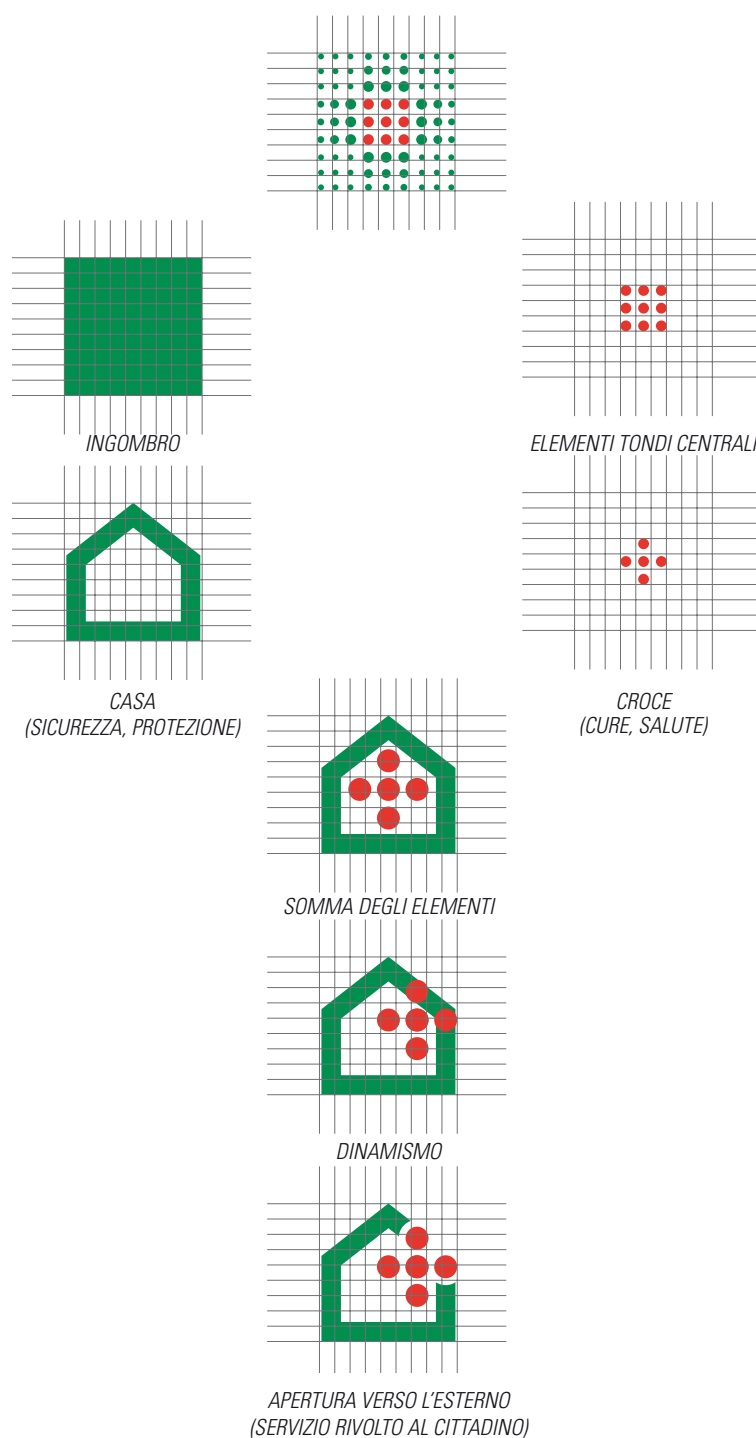 INGOMBRO
ELEMENTI TONDI CENTRALI
CASA
(SICUREZZA, PROTEZIONE)
CROCE
(CURE, SALUTE)
SOMMA DEGLI ELEMENTI
DINAMISMO
APERTURA VERSO L'ESTERNO
(SERVIZIO RIVOLTO AL CITTADINO)